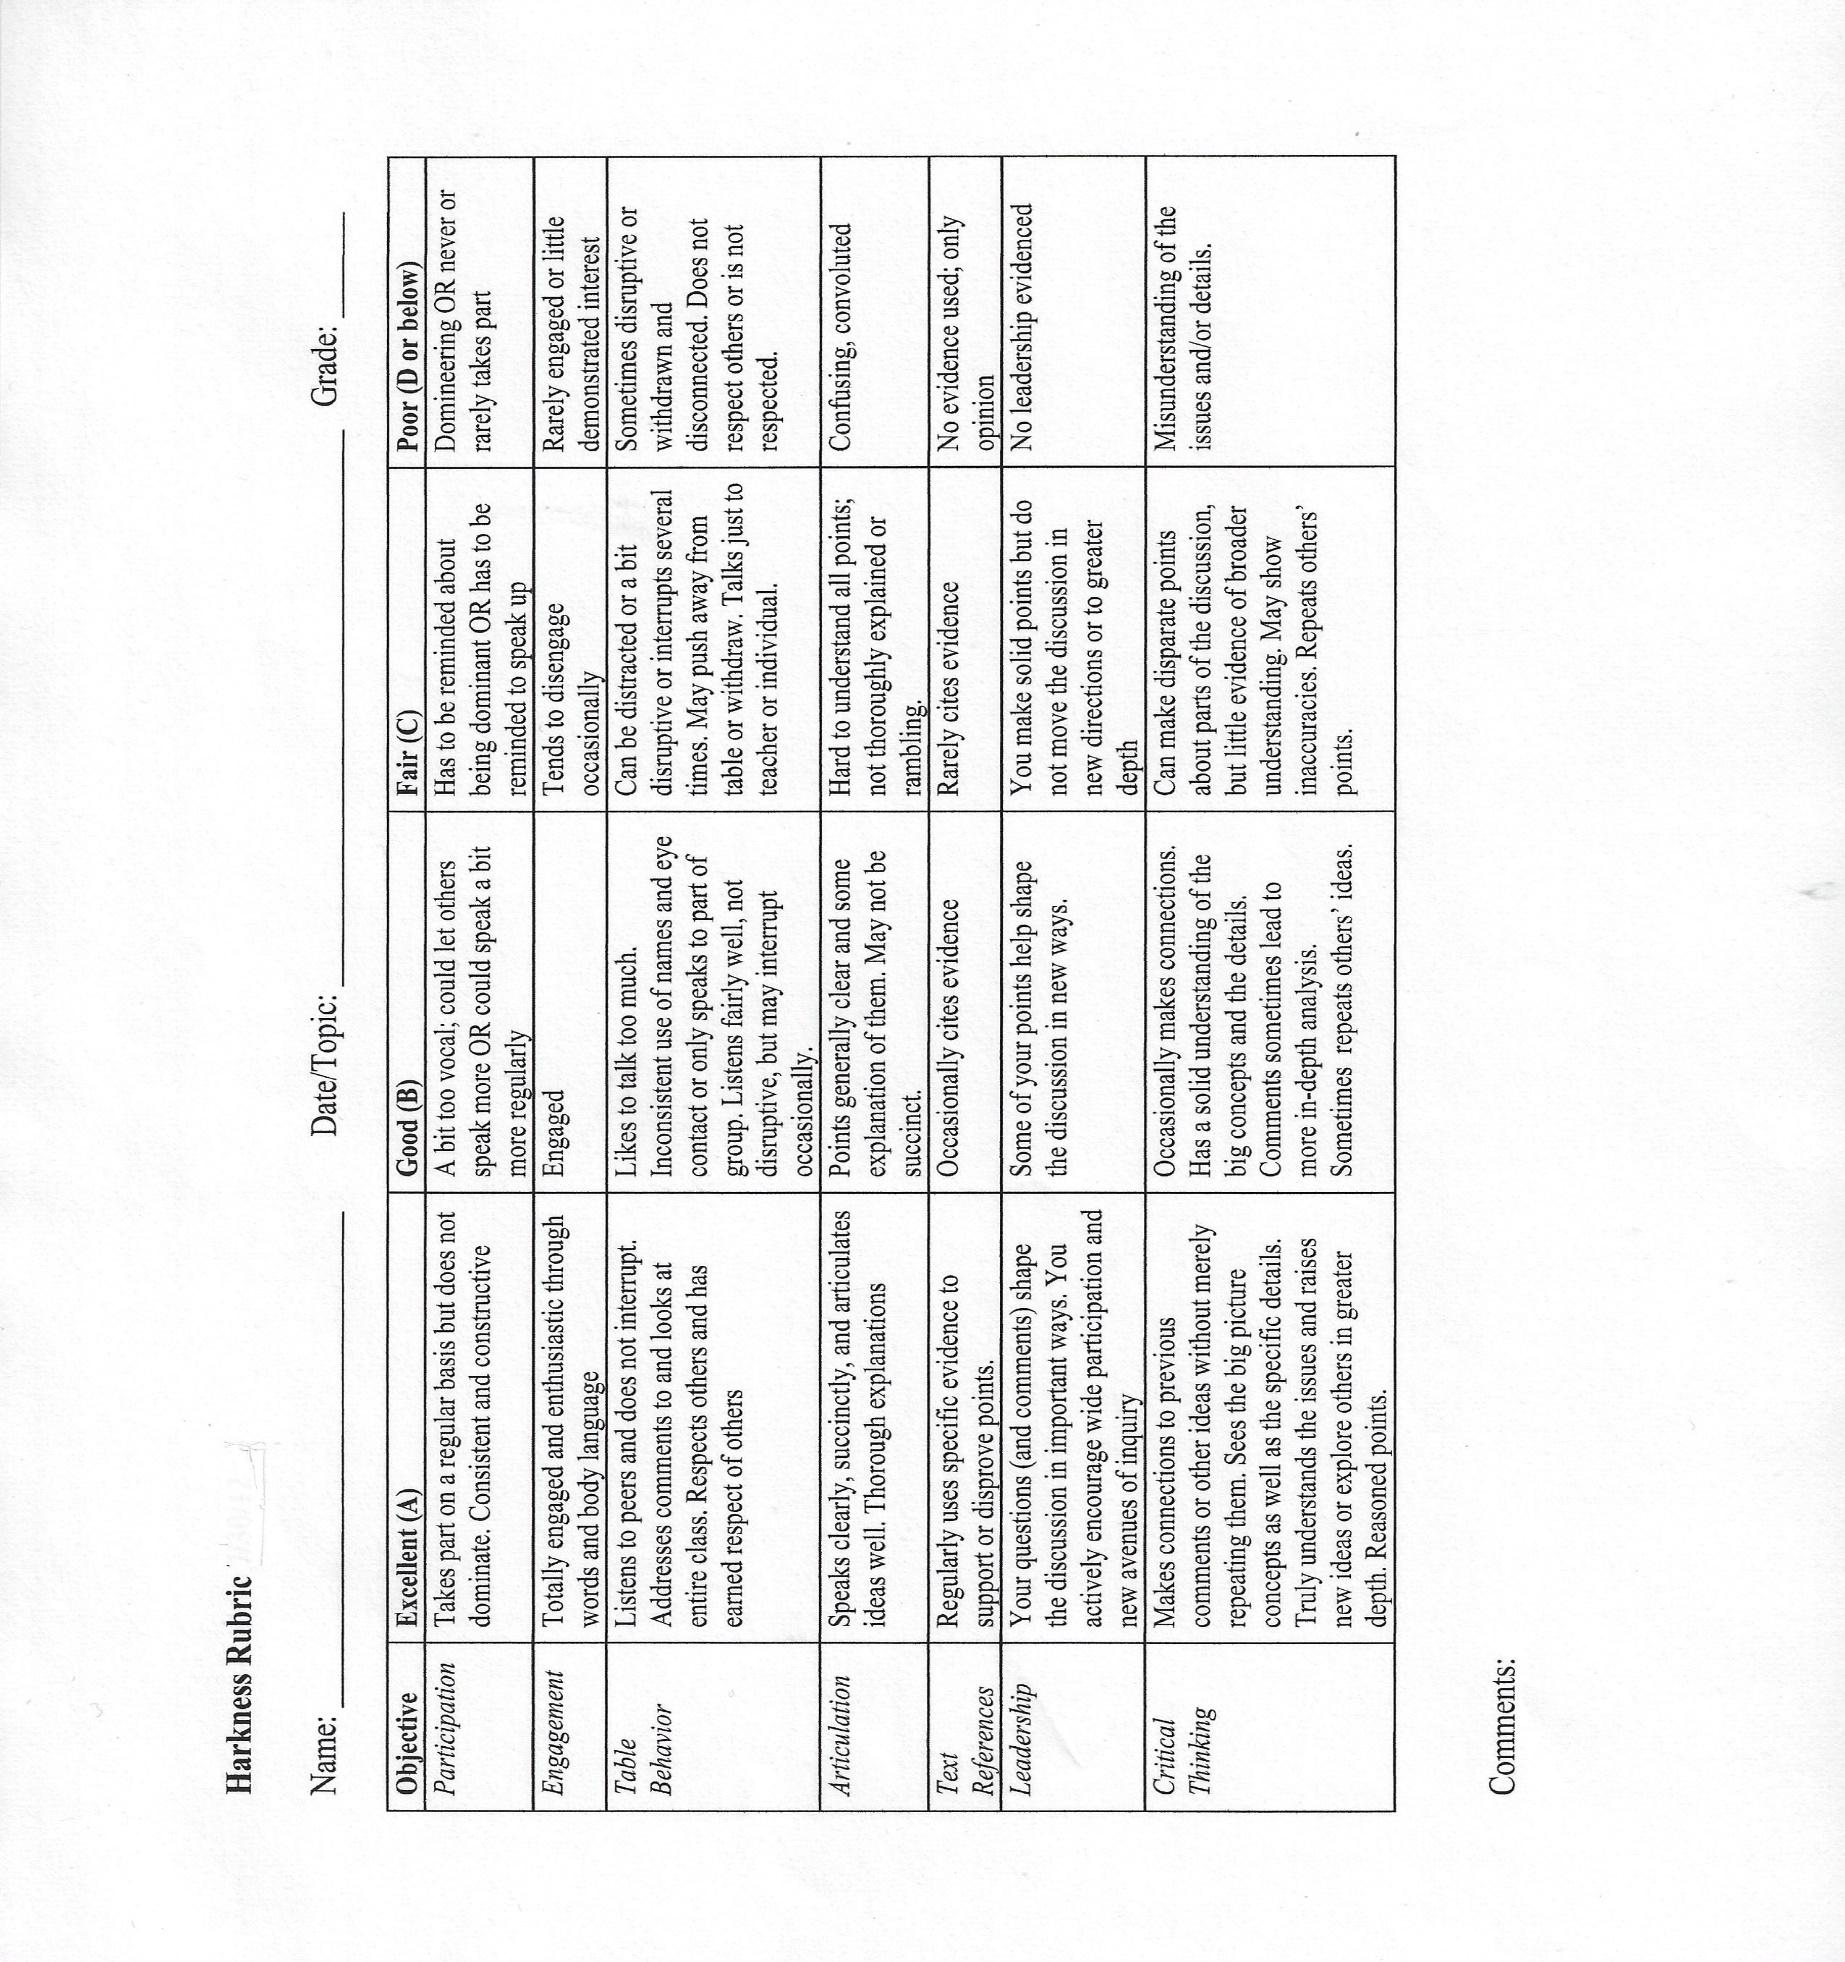 Harkness Rubric
Name: Date/Topic: Grade:
Objective Excellent (A) Good (B) Fair (C) Poor (D or below)
Participation
Takes part on a regular basis but does not
dominate. Consistent and constructive
A bit too vocal; could let others
speak more OR could speak a bit
more regularly
Has to be reminded about
being dominant OR has to be
reminded to speak up
Domineering OR never or
rarely takes part
Engagement
Totally engaged and enthusiastic through
words and body language
Engaged
Tends to disengage
occasionally
Rarely engaged or little
demonstrated interest
Table
Behavior
Listens to peers and does not interrupt.
Addresses comments to and looks at
entire class. Respects others and has
earned respect of others
Likes to talk too much.
Inconsistent use of names and eye
contact or only speaks to part of
group. Listens fairly well, not
disruptive, but may interrupt
occasionally.
Can be distracted or a bit
disruptive or interrupts several
times. May push away from
table or withdraw. Talks just to
teacher or individual.
Sometimes disruptive or
withdrawn and
disconnected. Does not
respect others or is not
respected.
Articulation
Speaks clearly, succinctly, and articulates
ideas well. Thorough explanations
Points generally clear and some
explanation of them. May not be
succinct.
Hard to understand all points;
not thoroughly explained or
rambling.
Confusing, convoluted
Text
References
Regularly uses specific evidence to
support or disprove points.
Occasionally cites evidence
Rarely cites evidence
No evidence used; only
opinion
Leadership
Your questions (and comments) shape
the discussion in important ways. You
actively encourage wide participation and
new avenues of inquiry
Some of your points help shape
the discussion in new ways.
You make solid points but do
not move the discussion in
new directions or to greater
depth
No leadership evidenced
Critical
Thinking
Makes connections to previous
comments or other ideas without merely
repeating them. Sees the big picture
concepts as well as the specific details.
Truly understands the issues and raises
new ideas or explore others in greater
depth. Reasoned points.
Occasionally makes connections.
Has a solid understanding of the
big concepts and the details.
Comments sometimes lead to
more in-depth analysis.
Sometimes repeats others' ideas.
Can make disparate points
about parts of the discussion,
but little evidence of broader
understanding. May show
inaccuracies. Repeats others'
points.
Misunderstanding of the
issues and/or details.
Comments: